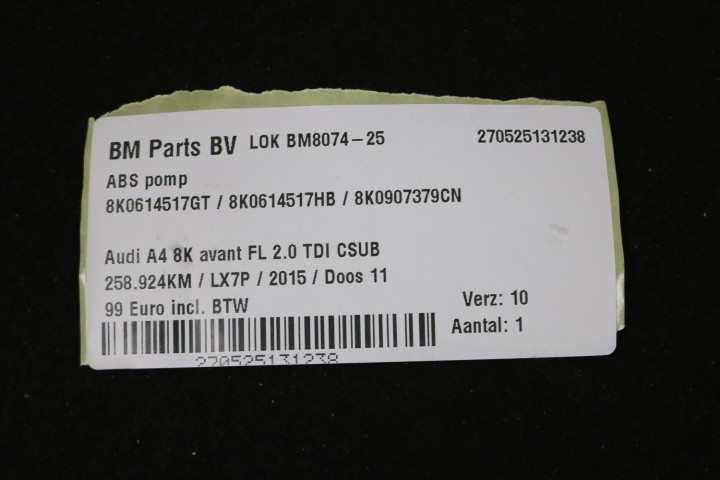 BM Parts BV LOK BM8074-25 270525131238
ABS pomp
8K0614517GT / 8K0614517HB / 8K0907379CN
Audi A4 8K avant FL 2.0 TDI CSUB
258.924KM / LX7P / 2015 / Doos 11
99 Euro incl. BTW
Verz: 10
Aantal: 1
270525131238